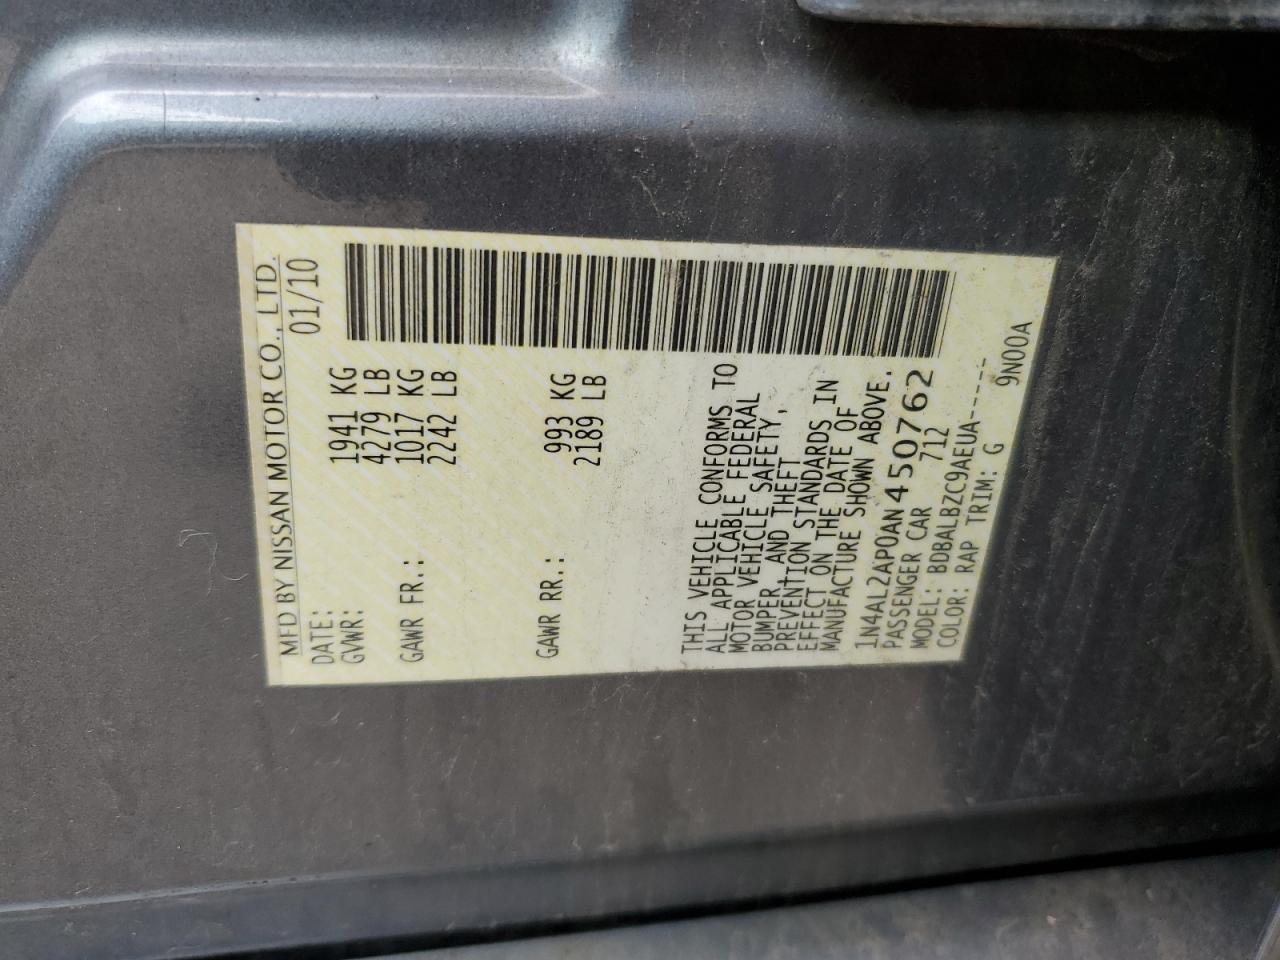 MFD BY NISSAN MOTOR CO., LTD.
DATE: 01/10
GVWR: 1941 KG
4279 LB
GAWR FR.: 1017 KG
2242 LB
GAWR RR.: 993 KG
2189 LB
THIS VEHICLE CONFORMS TO
ALL APPLICABLE FEDERAL
MOTOR VEHICLE SAFETY,
BUMPER AND THEFT
PREVENTION STANDARDS IN
EFFECT ON THE DATE OF
MANUFACTURE SHOWN ABOVE.
1N4AL2AP0AN450762
PASSENGER CAR 712
MODEL: BDBALBZC9AEUA-----
COLOR: RAP TRIM: G 9N00A